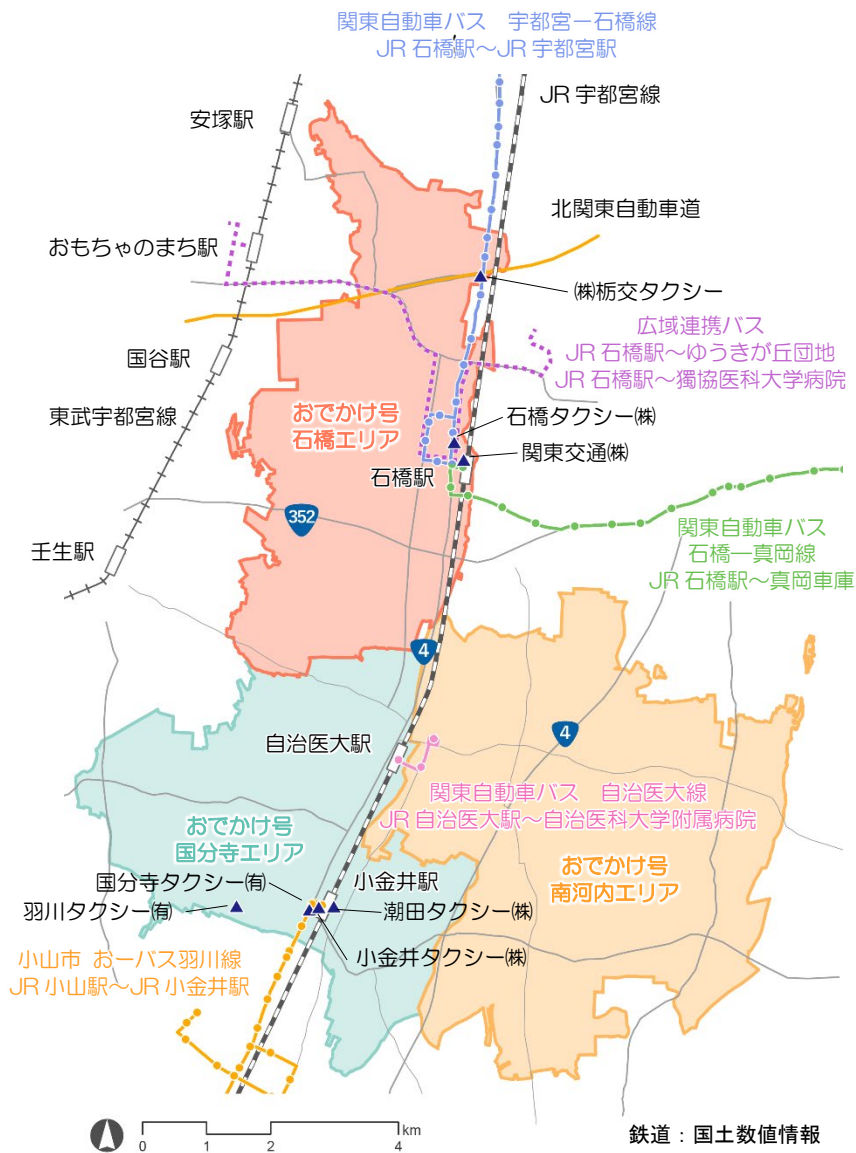 関東自動車バス　宇都宮ー石橋線
JR 石橋駅～JR 宇都宮駅
JR 宇都宮線
安塚駅
北関東自動車道
おもちゃのまち駅
㈱栃交タクシー
広域連携バス
JR 石橋駅～ゆうきが丘団地
JR 石橋駅～獨協医科大学病院
国谷駅
東武宇都宮線
おでかけ号
石橋エリア
石橋タクシー㈱
関東交通㈱
石橋駅
352
関東自動車バス
石橋―真岡線
JR 石橋駅～真岡車庫
壬生駅
4
4
自治医大駅
関東自動車バス　自治医大線
JR 自治医大駅～自治医科大学附属病院
おでかけ号
国分寺エリア
おでかけ号
南河内エリア
国分寺タクシー㈲
小金井駅
羽川タクシー㈲
潮田タクシー㈱
小金井タクシー㈱
小山市 おーバス羽川線
JR 小山駅～JR 小金井駅
km
0 1 2 4
鉄道：国土数値情報